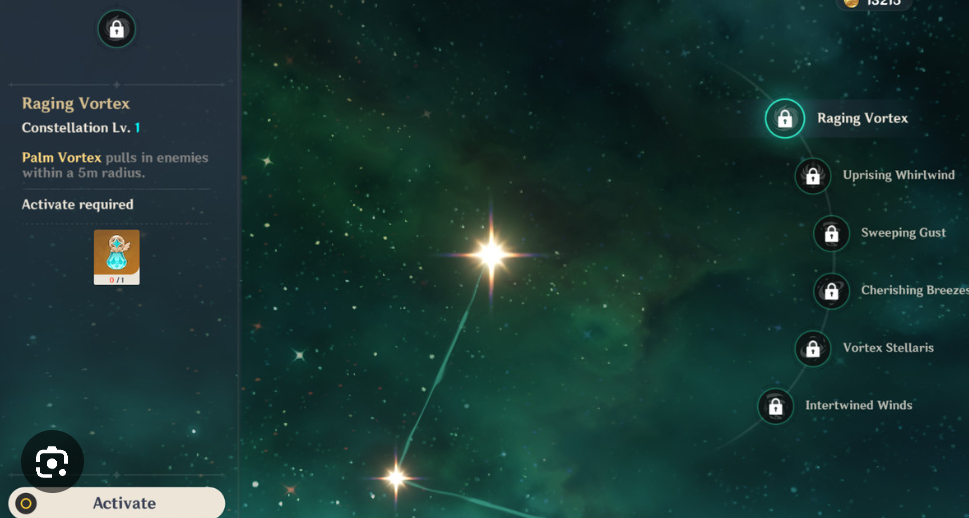 13215
Raging Vortex
Constellation Lv. 1
Palm Vortex pulls in enemies
within a 5m radius.
Activate required
0/1
Activate
Raging Vortex
Uprising Whirlwind
Sweeping Gust
Cherishing Breezes
Vortex Stellaris
Intertwined Winds